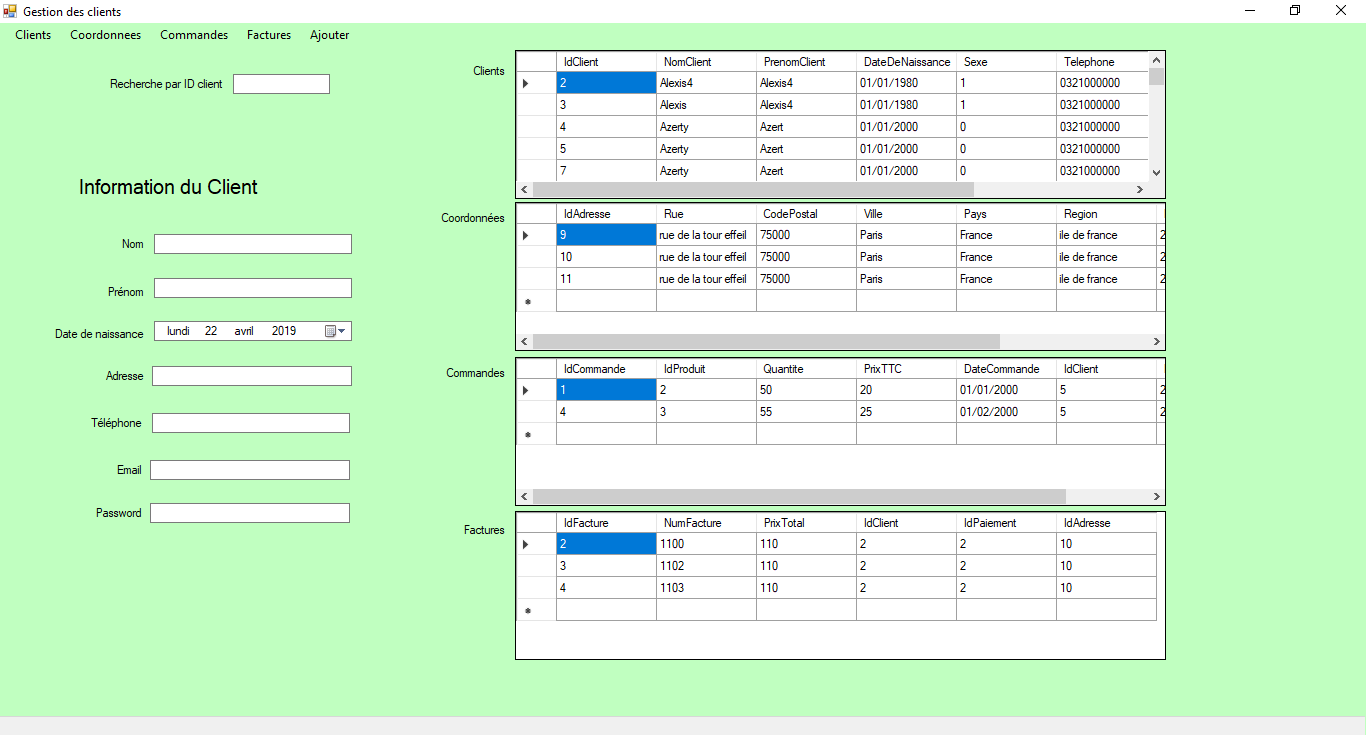 Gestion des clients
Clients Coordonnees Commandes Factures Ajouter
Recherche par ID client
Information du Client
Nom
Prénom
Date de naissance lundi 22 avril 2019
Adresse
Téléphone
Email
Password
Clients
IdClient NomClient PrenomClient DateDeNaissance Sexe Telephone
2 Alexis4 Alexis4 01/01/1980 1 0321000000
3 Alexis Alexis4 01/01/1980 1 0321000000
4 Azerty Azert 01/01/2000 0 0321000000
5 Azerty Azert 01/01/2000 0 0321000000
7 Azerty Azert 01/01/2000 0 0321000000
Coordonnées
IdAdresse Rue CodePostal Ville Pays Region
9 rue de la tour effeil 75000 Paris France ile de france 2
10 rue de la tour effeil 75000 Paris France ile de france 2
11 rue de la tour effeil 75000 Paris France ile de france 2
Commandes
IdCommande IdProduit Quantite PrixTTC DateCommande IdClient
1 2 50 20 01/01/2000 5 2
4 3 55 25 01/02/2000 5 2
Factures
IdFacture NumFacture PrixTotal IdClient IdPaiement IdAdresse
2 1100 110 2 2 10
3 1102 110 2 2 10
4 1103 110 2 2 10